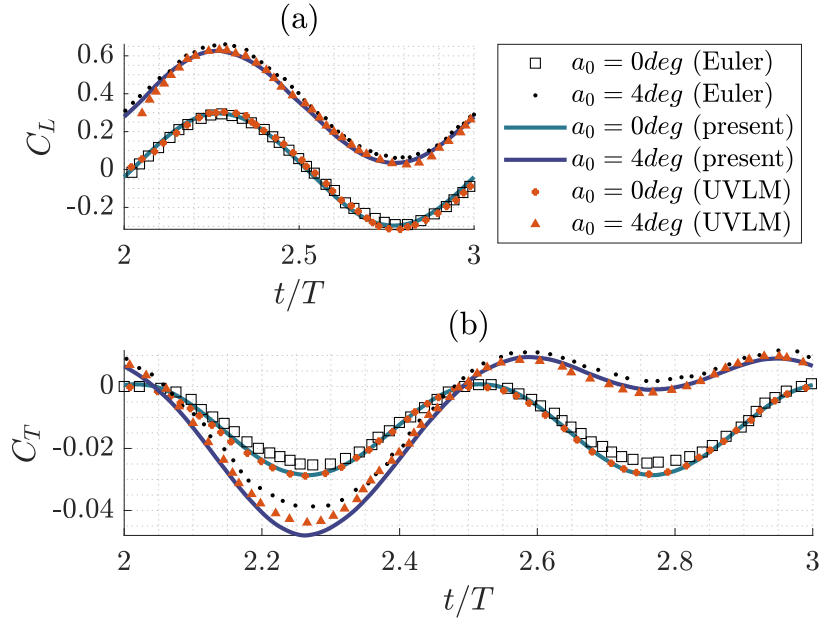 (a)
0.6
0.4
0.2
0
-0.2
C_L
2
2.5
3
t/T
a_0 = 0deg (Euler)
a_0 = 4deg (Euler)
a_0 = 0deg (present)
a_0 = 4deg (present)
a_0 = 0deg (UVLM)
a_0 = 4deg (UVLM)
(b)
0
-0.02
-0.04
C_T
2
2.2
2.4
2.6
2.8
3
t/T